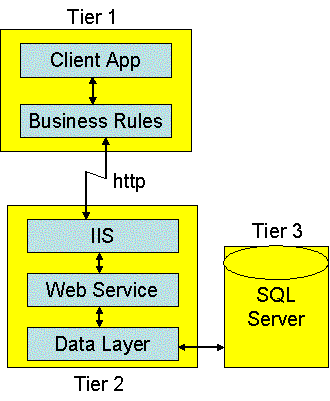 Tier 1
Client App
Business Rules
http
IIS
Web Service
Data Layer
Tier 2
Tier 3
SQL
Server